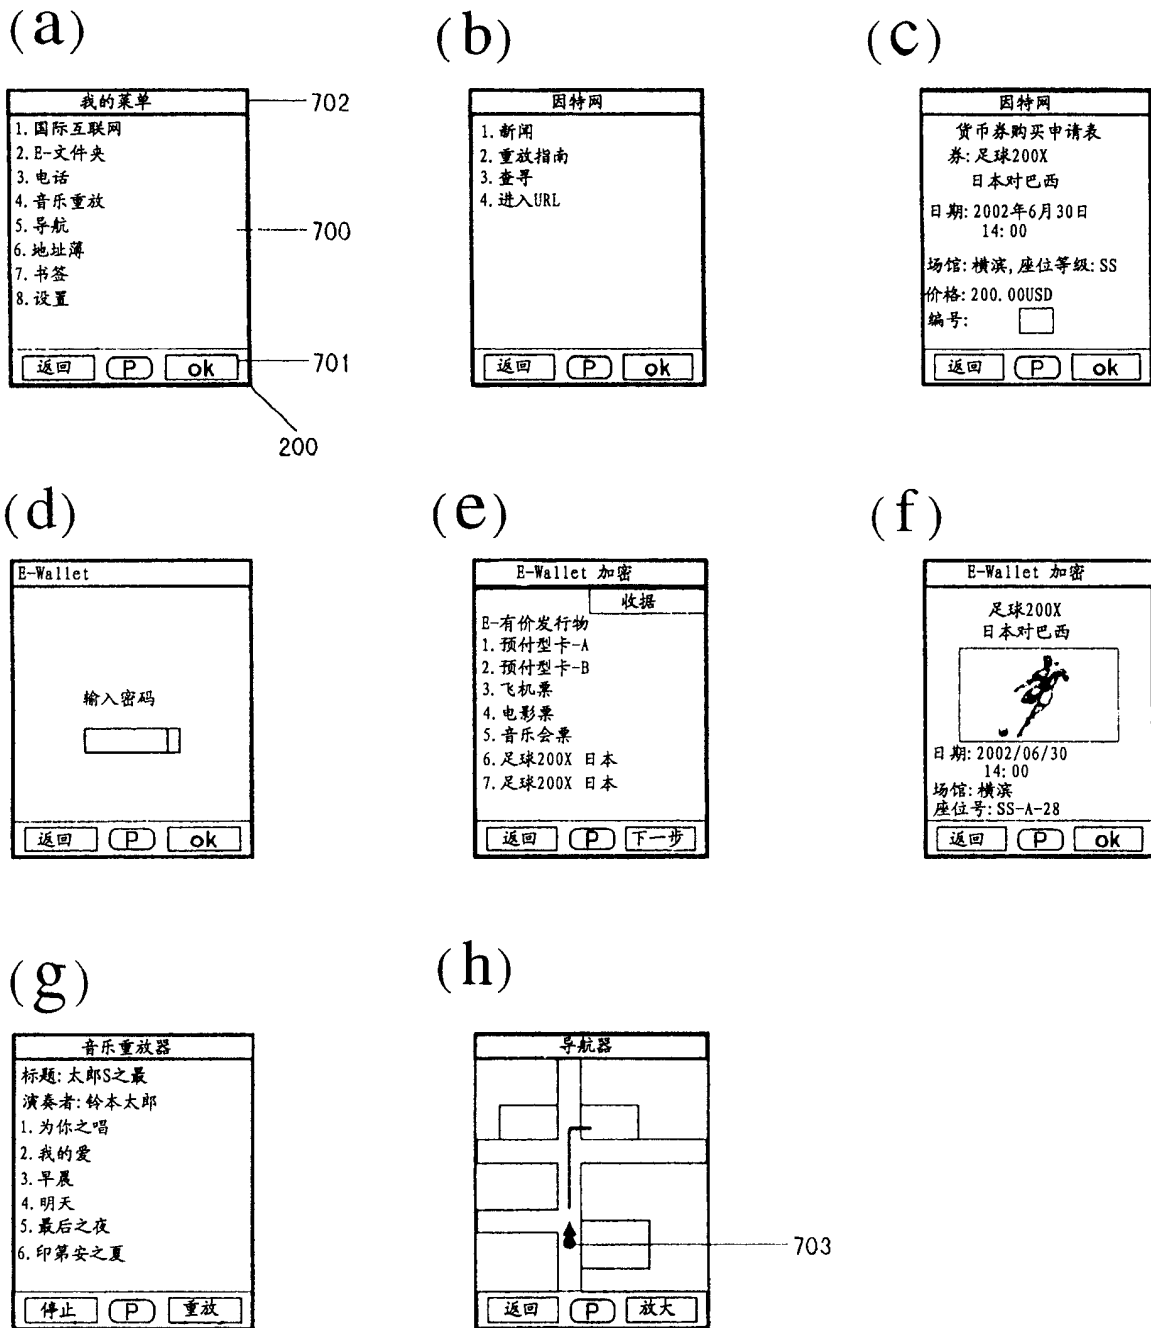 (a)
我的菜单
702
1.国际互联网
2.E-文件夹
3.电话
4.音乐重放
5.导航
700
6.地址薄
7.书签
8.设置
返回 P ok
701
200
(b)
因特网
1.新闻
2.重放指南
3.查寻
4.进入URL
返回 P ok
(c)
因特网
货币券购买申请表
券:足球200X
日本对巴西
日期:2002年6月30日
14:00
场馆:横滨,座位等级:SS
价格:200.00USD
编号:
返回 P ok
(d)
E-Wallet
输入密码
返回 P ok
(e)
E-Wallet 加密
收据
E-有价发行物
1.预付型卡-A
2.预付型卡-B
3.飞机票
4.电影票
5.音乐会票
6.足球200X 日本
7.足球200X 日本
返回 P 下一步
(f)
E-Wallet 加密
足球200X
日本对巴西
日期:2002/06/30
14:00
场馆:横滨
座位号:SS-A-28
返回 P ok
(g)
音乐重放器
标题:太郎S之最
演奏者:铃本太郎
1.为你之唱
2.我的爱
3.早晨
4.明天
5.最后之夜
6.印第安之夏
停止 P 重放
(h)
导航器
703
返回 P 放大